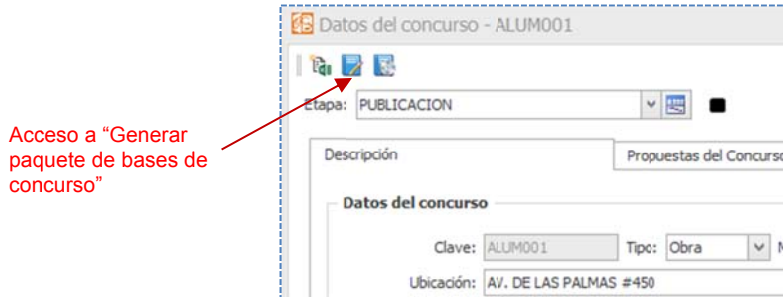 Datos del concurso - ALUM001
Etapa: PUBLICACION
Acceso a “Generar
paquete de bases de
concurso”
Descripción Propuestas del Concurso
Datos del concurso
Clave: ALUM001 Tipo: Obra
Ubicación: AV. DE LAS PALMAS #450